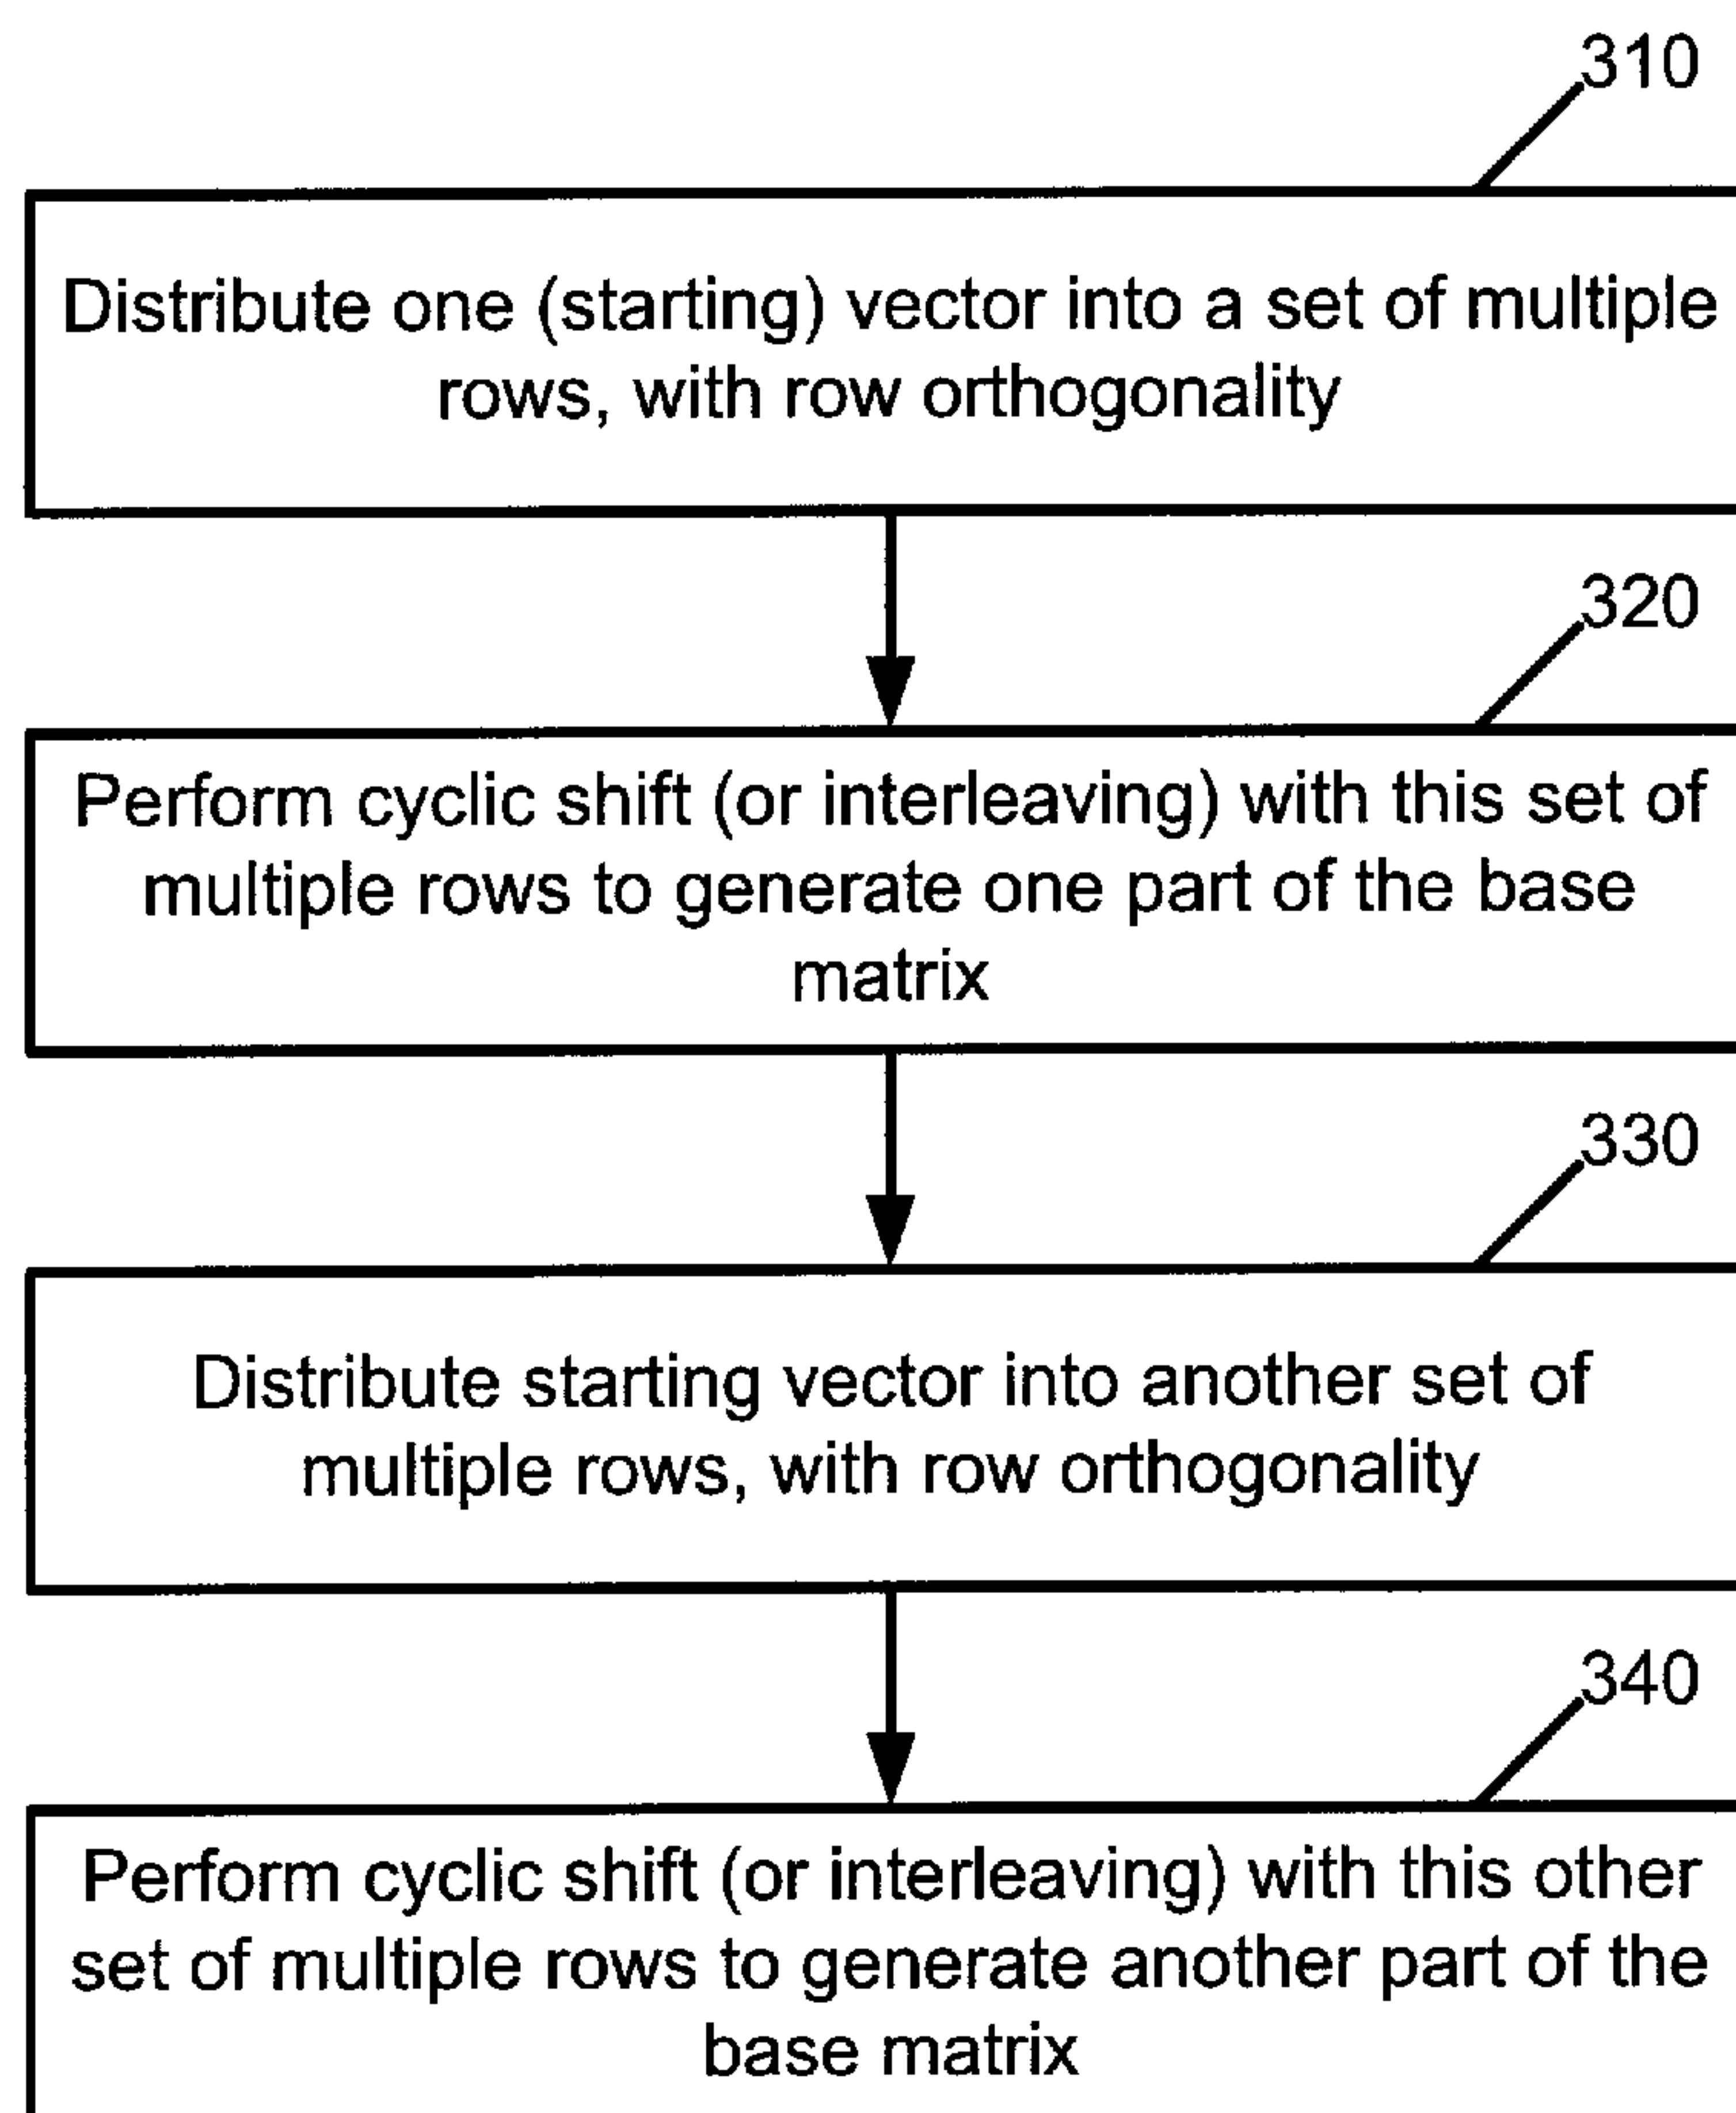 310
Distribute one (starting) vector into a set of multiple
rows, with row orthogonality
320
Perform cyclic shift (or interleaving) with this set of
multiple rows to generate one part of the base
matrix
330
Distribute starting vector into another set of
multiple rows, with row orthogonality
340
Perform cyclic shift (or interleaving) with this other
set of multiple rows to generate another part of the
base matrix